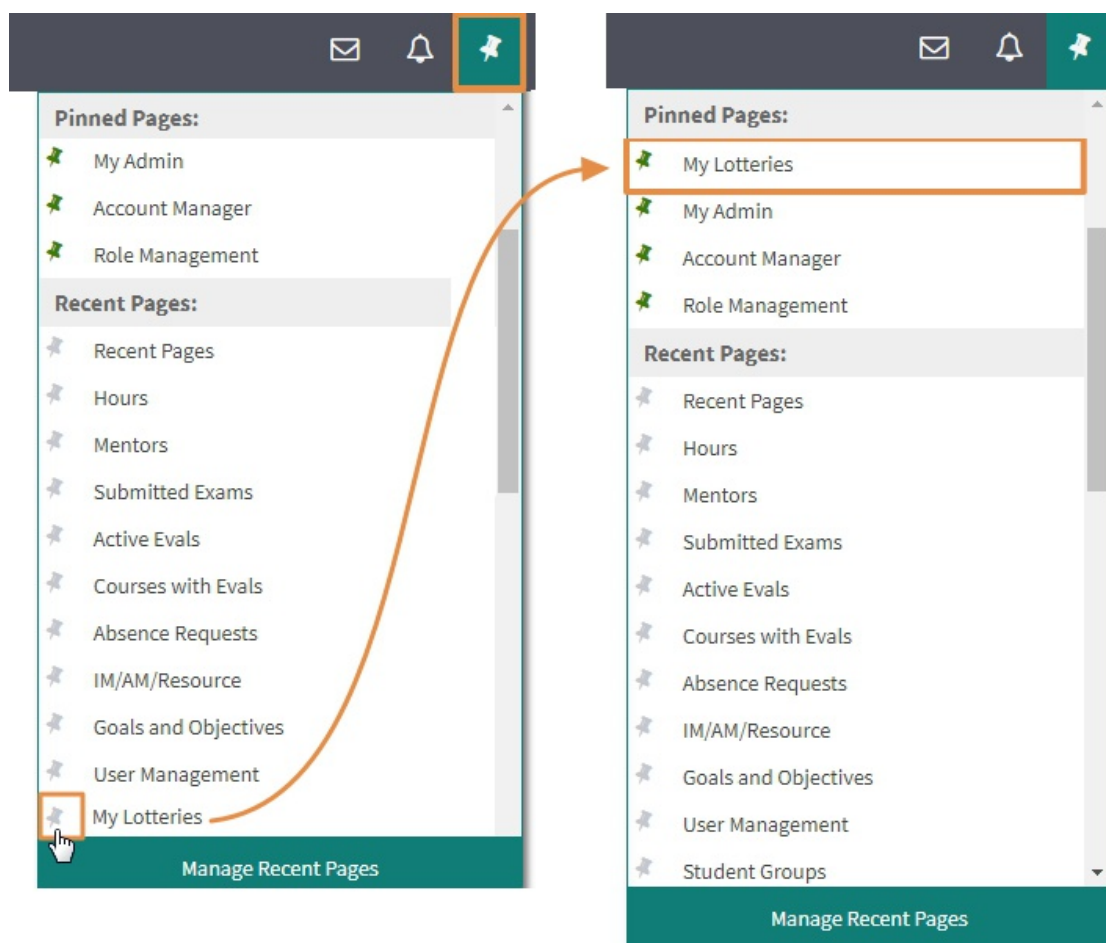 Pinned Pages:
My Admin
Account Manager
Role Management
Recent Pages:
Recent Pages
Hours
Mentors
Submitted Exams
Active Evals
Courses with Evals
Absence Requests
IM/AM/Resource
Goals and Objectives
User Management
My Lotteries
Manage Recent Pages
Pinned Pages:
My Lotteries
My Admin
Account Manager
Role Management
Recent Pages:
Recent Pages
Hours
Mentors
Submitted Exams
Active Evals
Courses with Evals
Absence Requests
IM/AM/Resource
Goals and Objectives
User Management
Student Groups
Manage Recent Pages